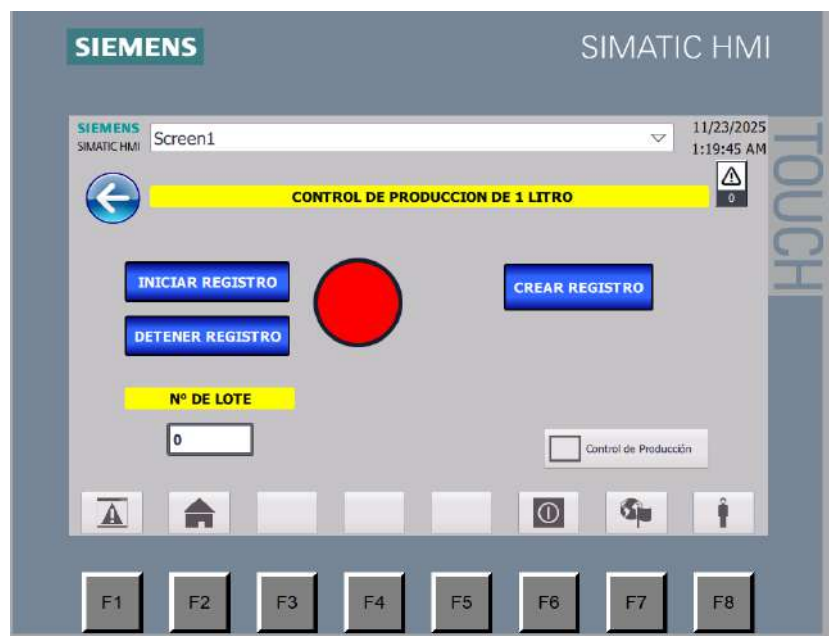 SIEMENS
SIMATIC HMI
TOUCH
SIEMENS
SIMATIC HMI
Screen1
11/23/2025
1:19:45 AM
0
CONTROL DE PRODUCCION DE 1 LITRO
INICIAR REGISTRO
CREAR REGISTRO
DETENER REGISTRO
Nº DE LOTE
0
Control de Producción
F1
F2
F3
F4
F5
F6
F7
F8